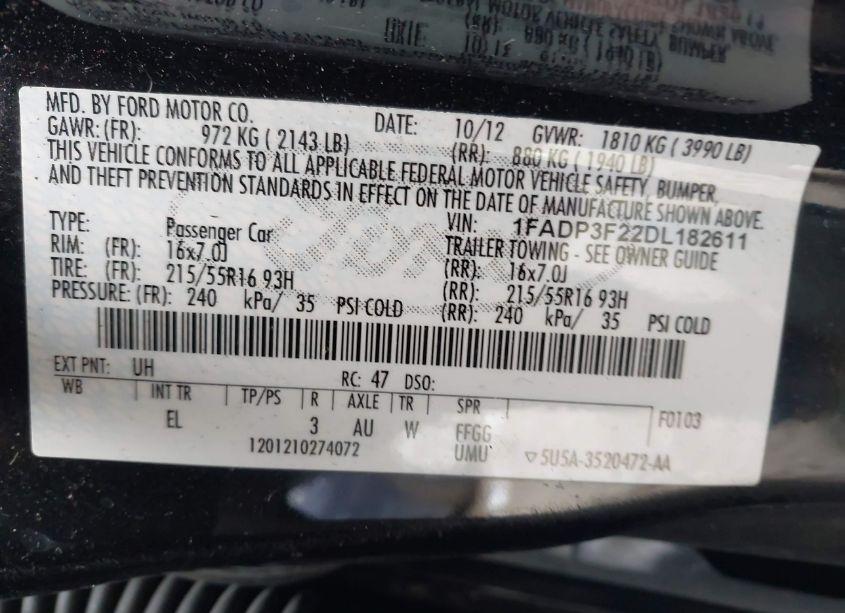 MFD. BY FORD MOTOR CO. DATE: 10/12 GVWR: 1810 KG ( 3990 LB)
GAWR: (FR): 972 KG ( 2143 LB) (RR): 880 KG ( 1940 LB)
THIS VEHICLE CONFORMS TO ALL APPLICABLE FEDERAL MOTOR VEHICLE SAFETY, BUMPER,
AND THEFT PREVENTION STANDARDS IN EFFECT ON THE DATE OF MANUFACTURE SHOWN ABOVE.
VIN: 1FADP3F22DL182611
TYPE: Passenger Car TRAILER TOWING - SEE OWNER GUIDE
RIM: (FR): 16x7.0J (RR): 16x7.0J
TIRE: (FR): 215/55R16 93H (RR): 215/55R16 93H
PRESSURE: (FR): 240 kPa/ 35 PSI COLD (RR): 240 kPa/ 35 PSI COLD
EXT PNT: UH RC: 47 DSO:
WB INT TR TP/PS R AXLE TR SPR F0103
EL 3 AU W FFGG
1201210274072 UMU ▽5U5A-3520472-AA